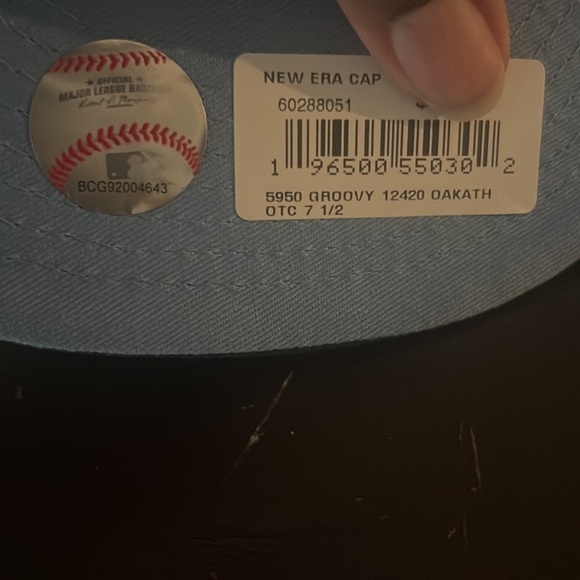 OFFICIAL
MAJOR LEAGUE BASEBALL
BCG92004643
NEW ERA CAP
60288051
1 96500 55030 2
5950 GROOVY 12420 OAKATH
OTC 7 1/2